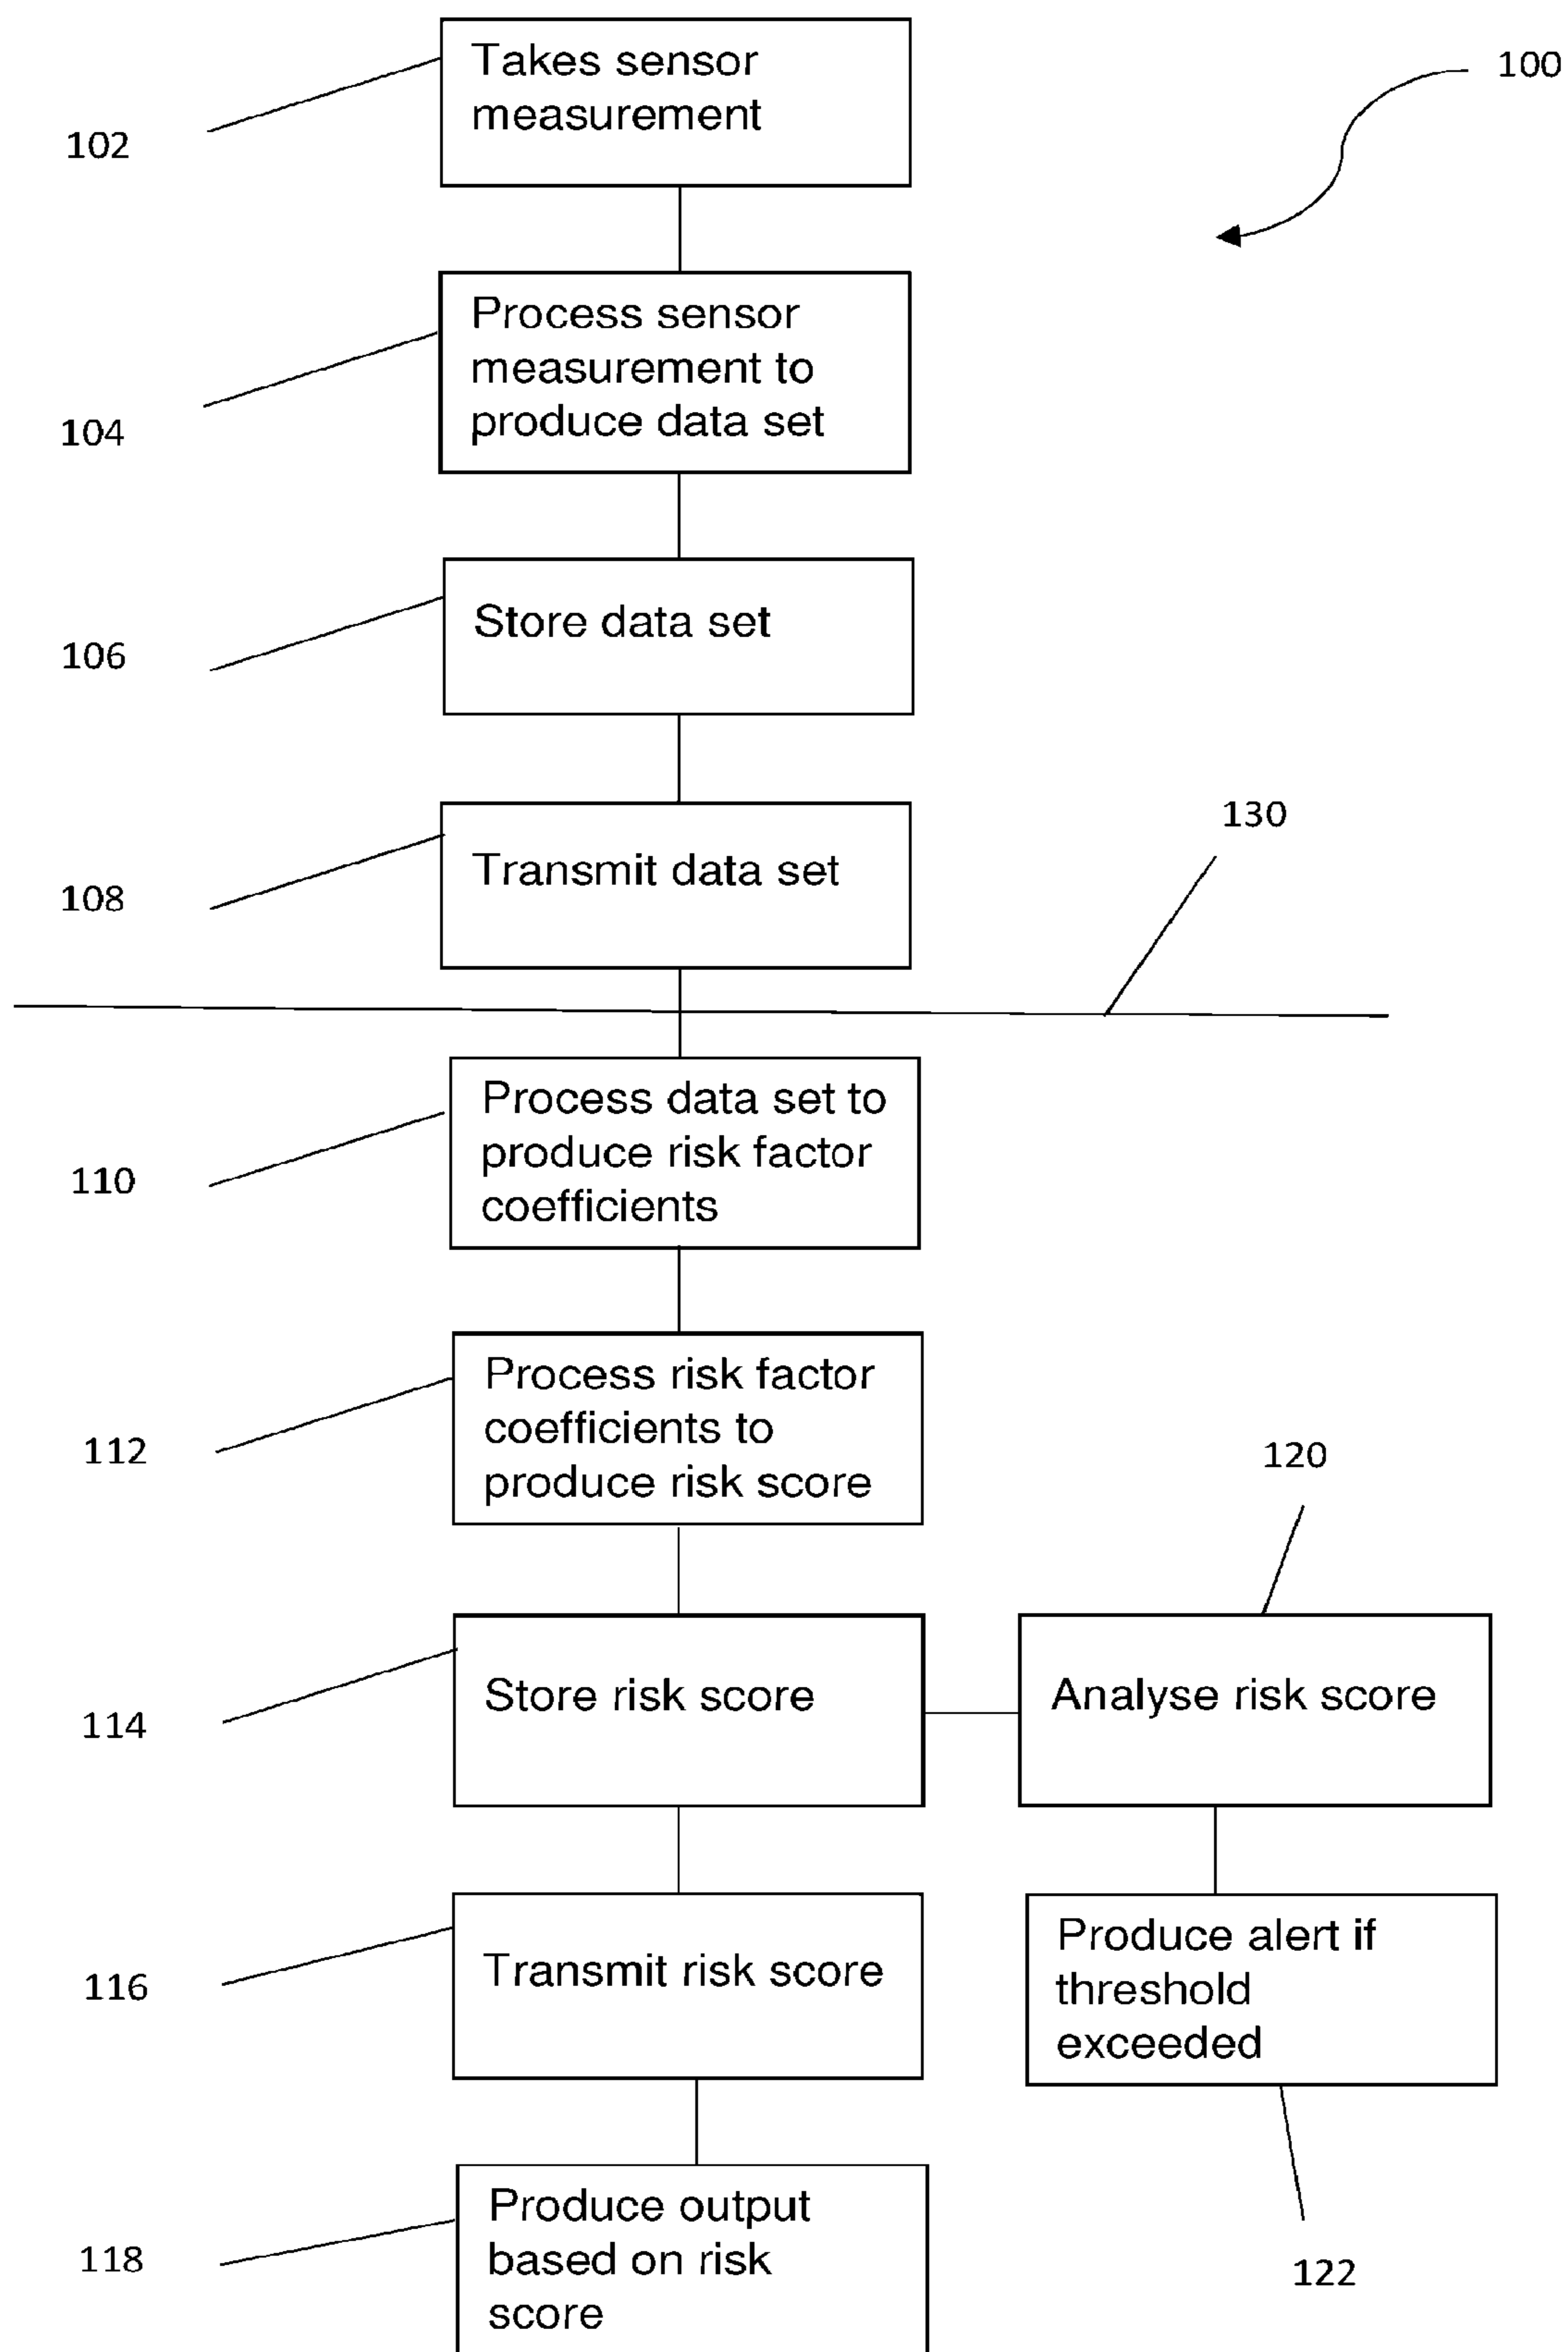 Takes sensor
measurement
100
102
Process sensor
measurement to
produce data set
104
Store data set
106
130
Transmit data set
108
Process data set to
produce risk factor
coefficients
110
Process risk factor
coefficients to
produce risk score
112
120
Store risk score
Analyse risk score
114
Transmit risk score
116
Produce alert if
threshold
exceeded
122
Produce output
based on risk
score
118